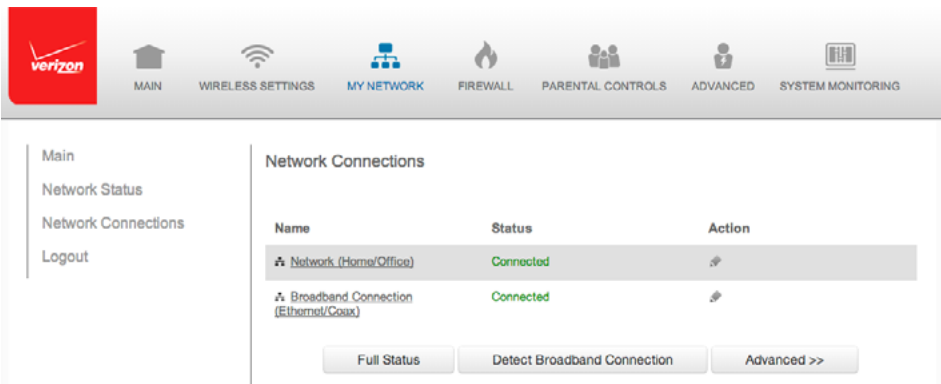 verizon
MAIN
WIRELESS SETTINGS
MY NETWORK
FIREWALL
PARENTAL CONTROLS
ADVANCED
SYSTEM MONITORING
Main
Network Status
Network Connections
Logout
Network Connections
Name Status Action
Network (Home/Office) Connected
Broadband Connection Connected
(Ethernet/Coax)
Full Status Detect Broadband Connection Advanced >>